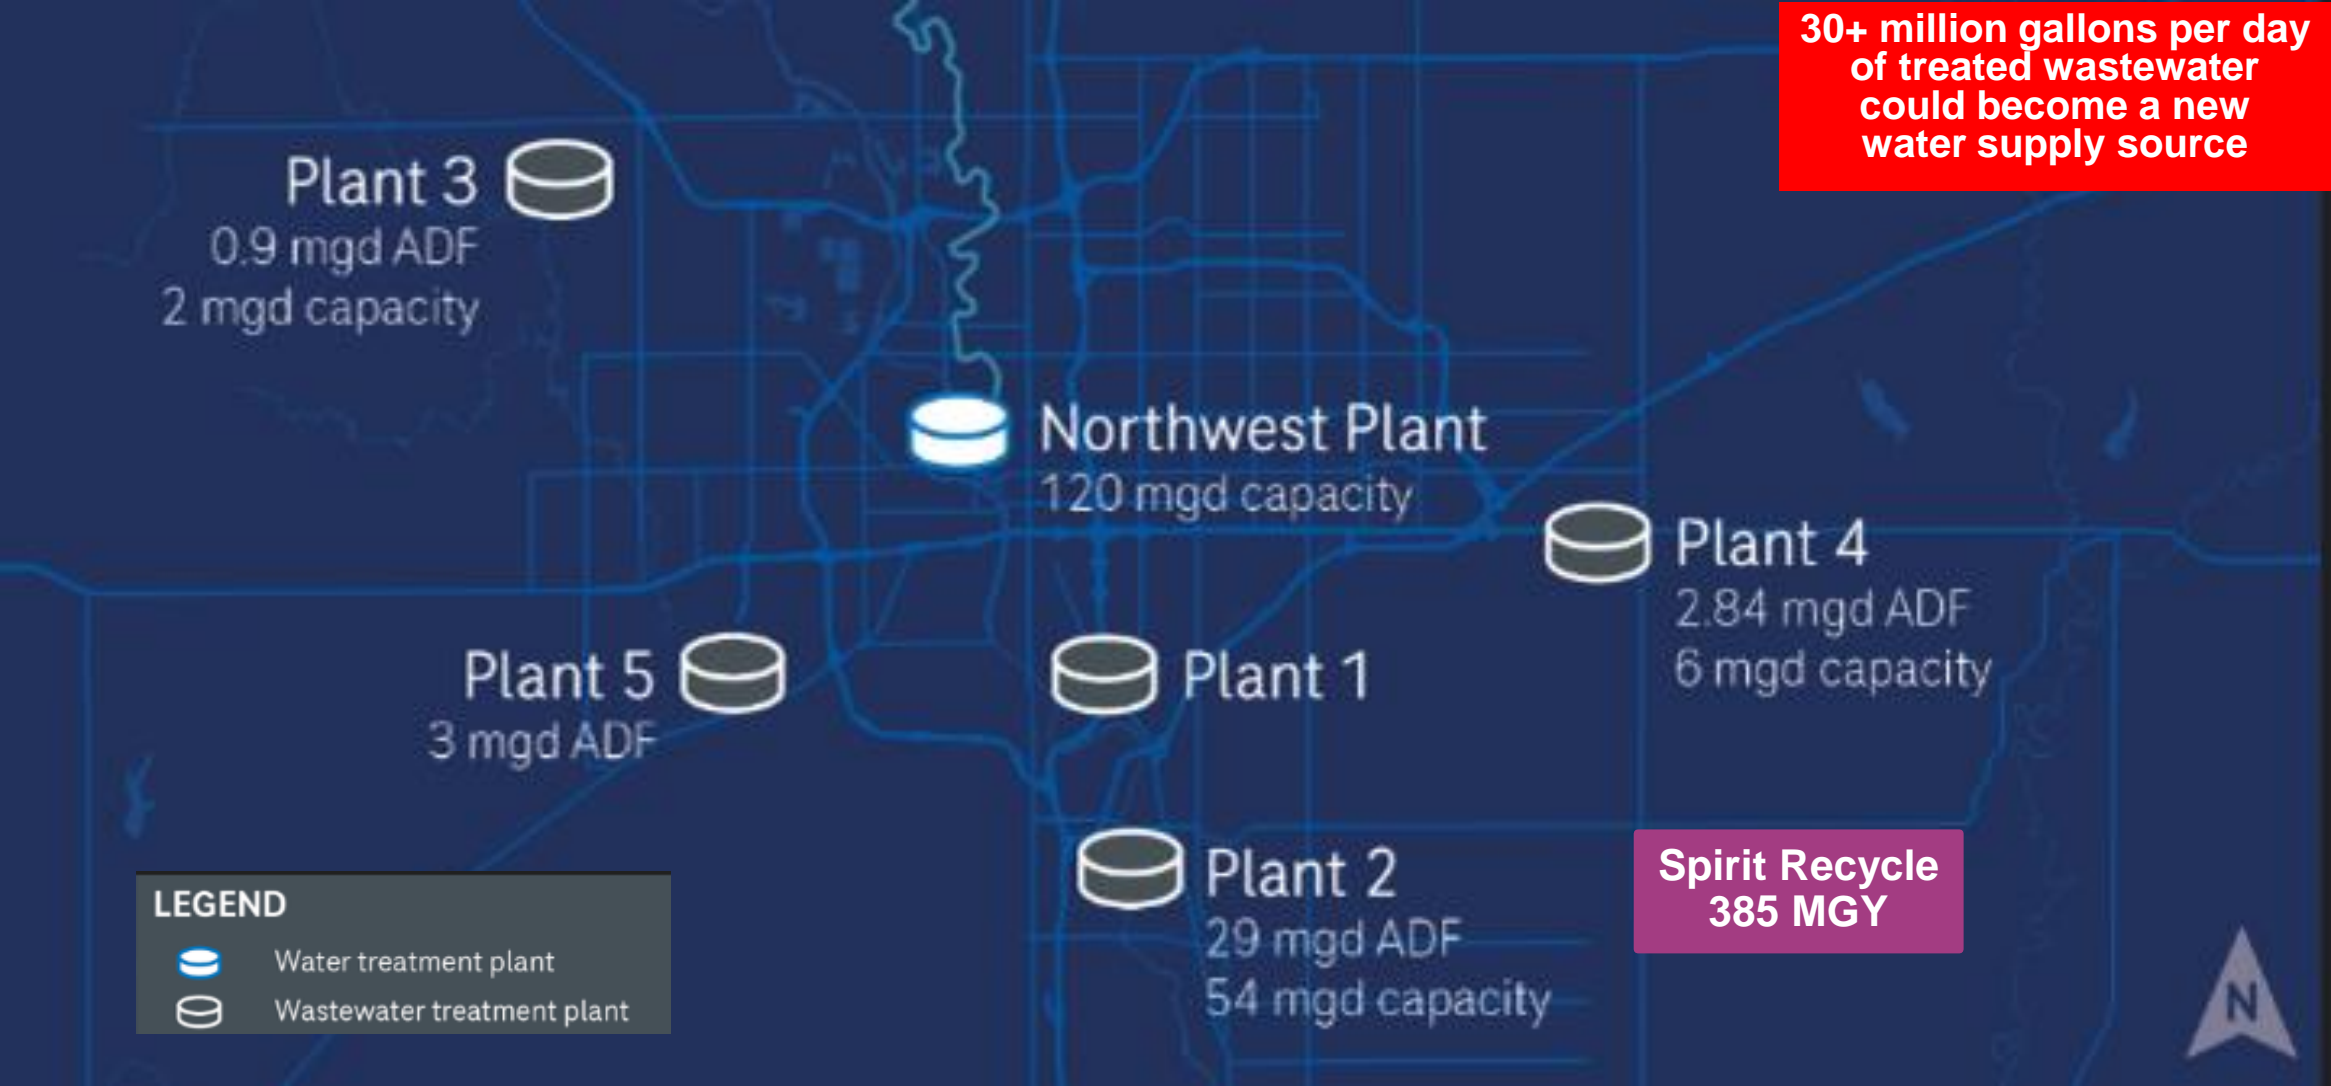 30+ million gallons per day
of treated wastewater
could become a new
water supply source
Plant 3
0.9 mgd ADF
2 mgd capacity
Northwest Plant
120 mgd capacity
Plant 4
2.84 mgd ADF
6 mgd capacity
Plant 5
3 mgd ADF
Plant 1
Plant 2
29 mgd ADF
54 mgd capacity
Spirit Recycle
385 MGY
LEGEND
Water treatment plant
Wastewater treatment plant
N